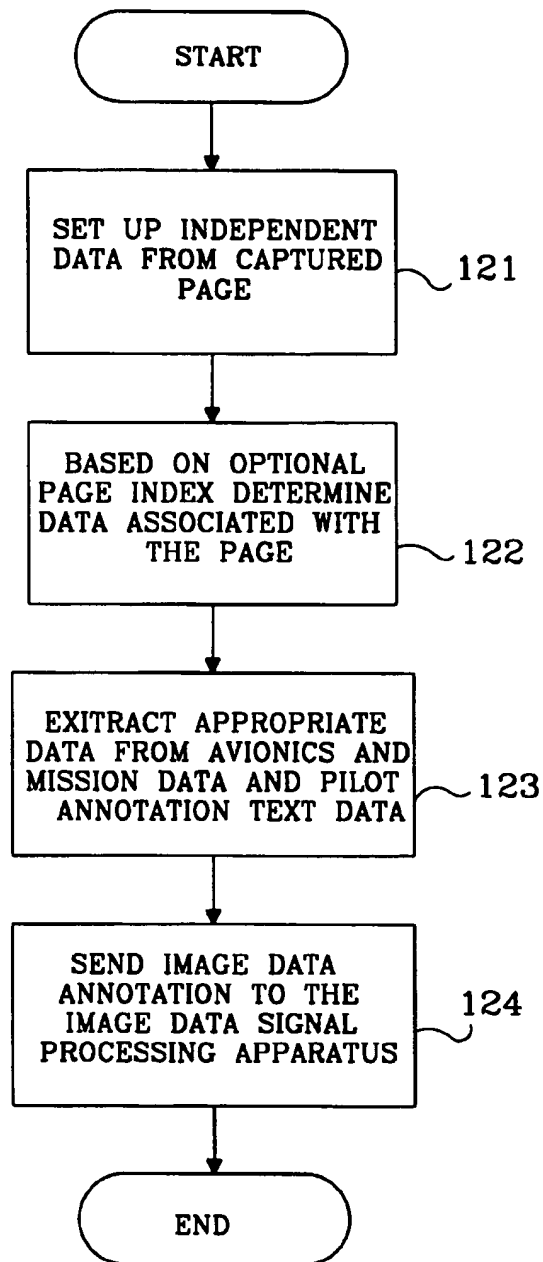 START
SET UP INDEPENDENT
DATA FROM CAPTURED
PAGE
121
BASED ON OPTIONAL
PAGE INDEX DETERMINE
DATA ASSOCIATED WITH
THE PAGE
122
EXITRACT APPROPRIATE
DATA FROM AVIONICS AND
MISSION DATA AND PILOT
ANNOTATION TEXT DATA
123
SEND IMAGE DATA
ANNOTATION TO THE
IMAGE DATA SIGNAL
PROCESSING APPARATUS
124
END